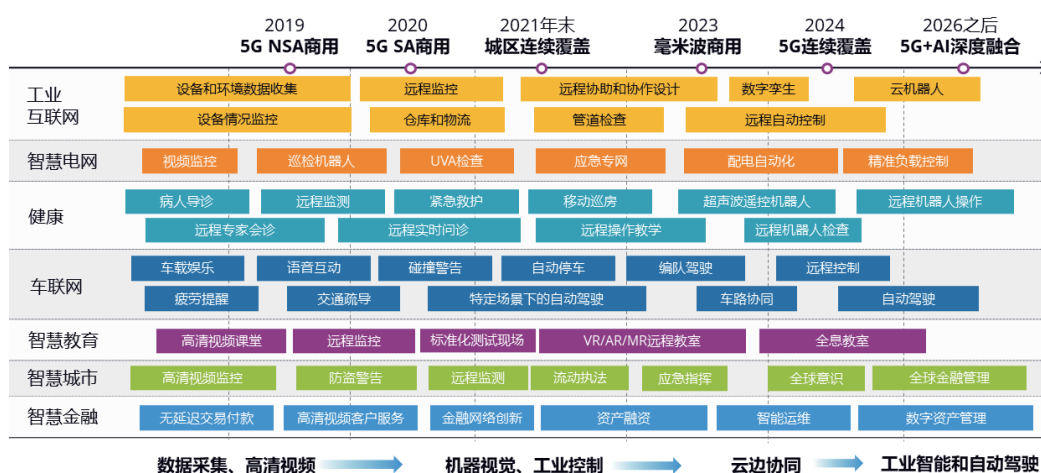 2019 2020 2021年末 2023 2024 2026之后
5G NSA商用 5G SA商用 城区连续覆盖 毫米波商用 5G连续覆盖 5G+AI深度融合
工业
互联网
设备和环境数据收集 远程监控 远程协助和协作设计 数字孪生 云机器人
设备情况监控 仓库和物流 管道检查 远程自动控制
智慧电网 视频监控 巡检机器人 UVA检查 应急专网 配电自动化 精准负载控制
健康
病人导诊 远程监测 紧急救护 移动巡房 超声波遥控机器人 远程机器人操作
远程专家会诊 远程实时问诊 远程操作教学 远程机器人检查
车联网
车载娱乐 语音互动 碰撞警告 自动停车 编队驾驶 远程控制
疲劳提醒 交通疏导 特定场景下的自动驾驶 车路协同 自动驾驶
智慧教育 高清视频课堂 远程监控 标准化测试现场 VR/AR/MR远程教室 全息教室
智慧城市 高清视频监控 防盗警告 远程监测 流动执法 应急指挥 全球意识 全球金融管理
智慧金融 无延迟交易付款 高清视频客户服务 金融网络创新 资产融资 智能运维 数字资产管理
数据采集、高清视频 机器视觉、工业控制 云边协同 工业智能和自动驾驶